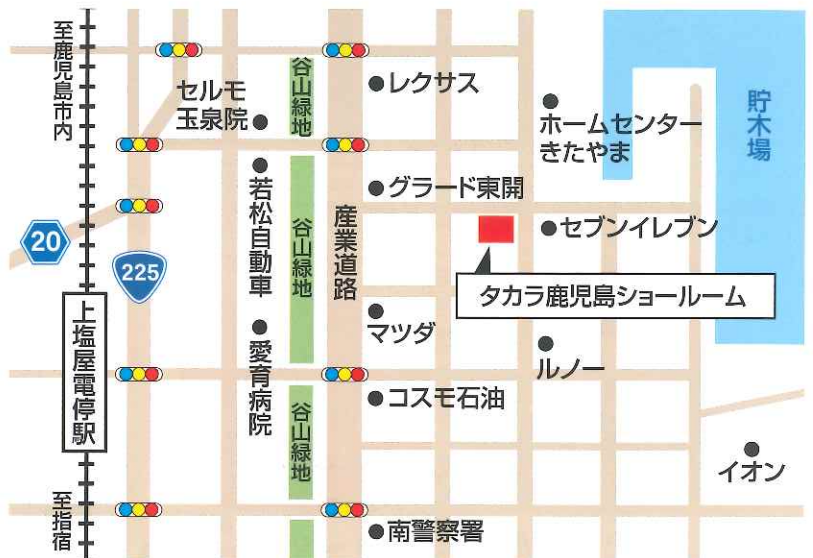 至鹿児島市内
セルモ
玉泉院
谷山緑地
レクサス
ホームセンター
きたやま
貯木場
若松自動車
谷山緑地
産業道路
グラード東開
セブンイレブン
20
225
タカラ鹿児島ショールーム
上塩屋電停駅
マツダ
愛育病院
ルノー
谷山緑地
コスモ石油
イオン
至指宿
南警察署